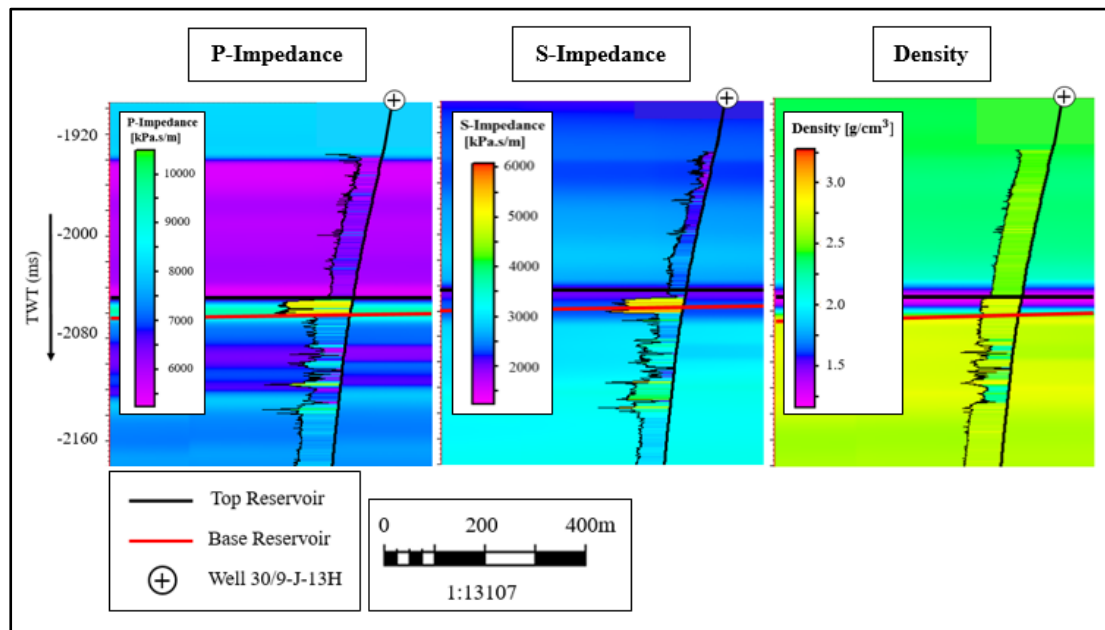 P-Impedance
S-Impedance
Density
P-Impedance
[kPa.s/m]
10000
9000
8000
7000
6000
S-Impedance
[kPa.s/m]
6000
5000
4000
3000
2000
Density [g/cm³]
3.0
2.5
2.0
1.5
TWT (ms)
-1920
-2000
-2080
-2160
Top Reservoir
Base Reservoir
Well 30/9-J-13H
0 200 400m
1:13107